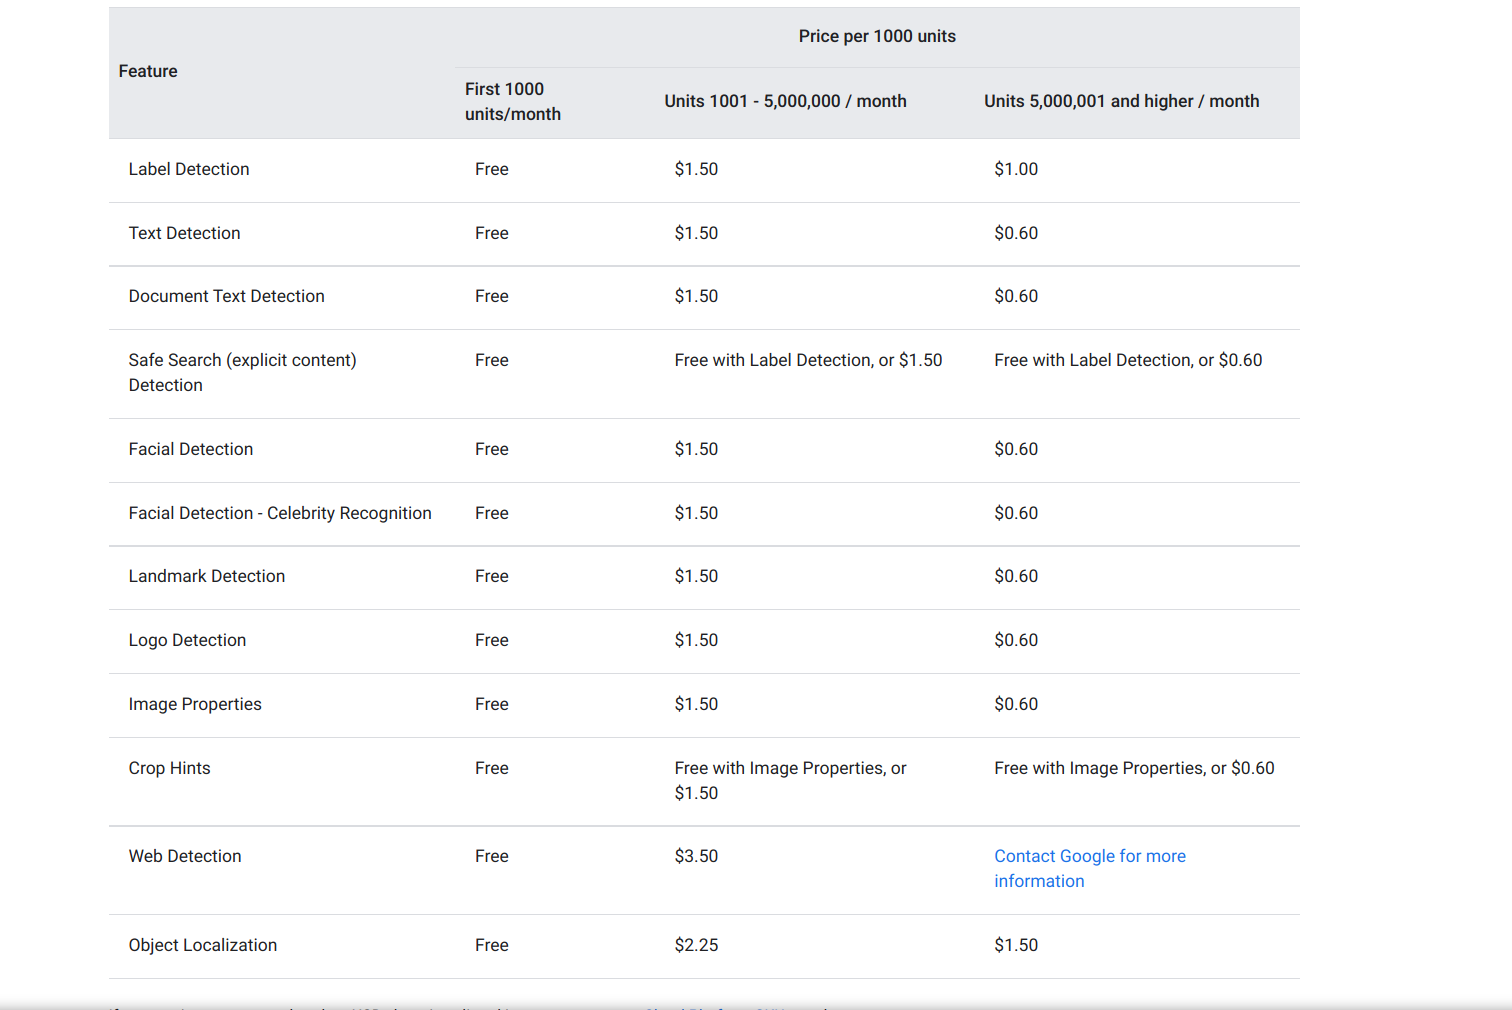 Price per 1000 units
Feature
First 1000
units/month
Units 1001 - 5,000,000 / month
Units 5,000,001 and higher / month
Label Detection
Free
$1.50
$1.00
Text Detection
Free
$1.50
$0.60
Document Text Detection
Free
$1.50
$0.60
Safe Search (explicit content)
Detection
Free
Free with Label Detection, or $1.50
Free with Label Detection, or $0.60
Facial Detection
Free
$1.50
$0.60
Facial Detection - Celebrity Recognition
Free
$1.50
$0.60
Landmark Detection
Free
$1.50
$0.60
Logo Detection
Free
$1.50
$0.60
Image Properties
Free
$1.50
$0.60
Crop Hints
Free
Free with Image Properties, or
$1.50
Free with Image Properties, or $0.60
Web Detection
Free
$3.50
Contact Google for more
information
Object Localization
Free
$2.25
$1.50